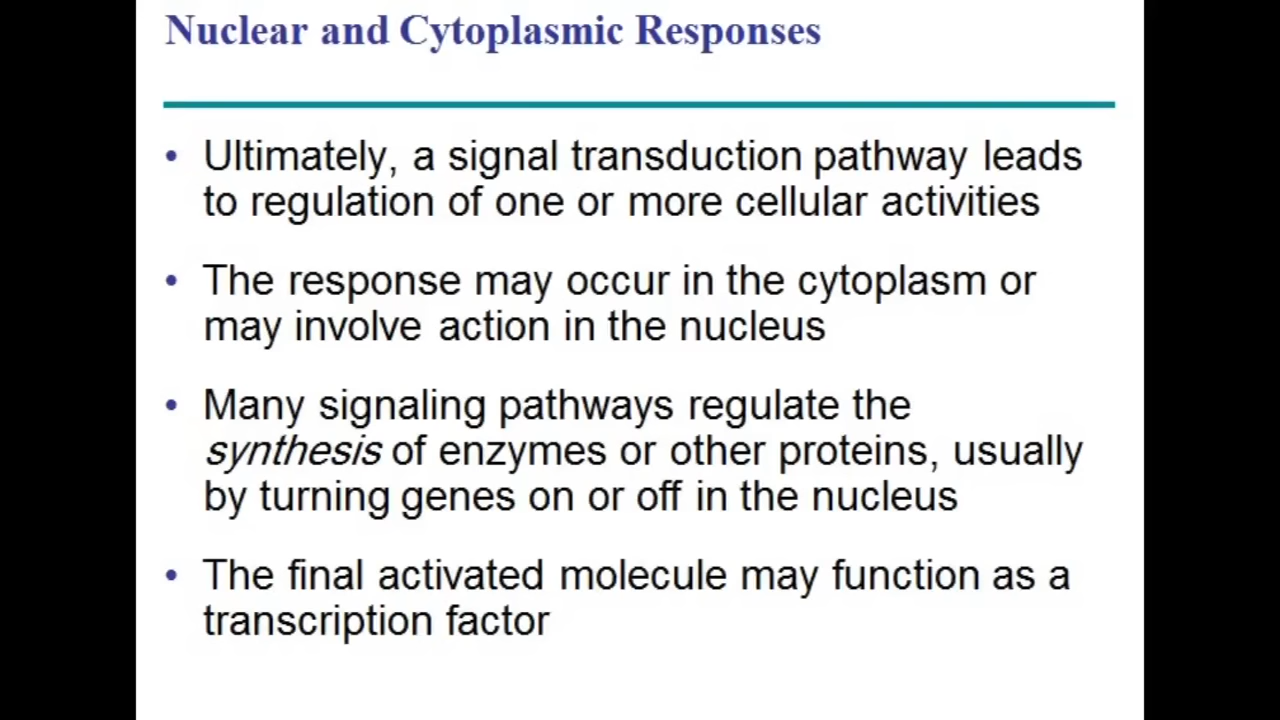 Nuclear and Cytoplasmic Responses
• Ultimately, a signal transduction pathway leads
to regulation of one or more cellular activities
• The response may occur in the cytoplasm or
may involve action in the nucleus
• Many signaling pathways regulate the
synthesis of enzymes or other proteins, usually
by turning genes on or off in the nucleus
• The final activated molecule may function as a
transcription factor